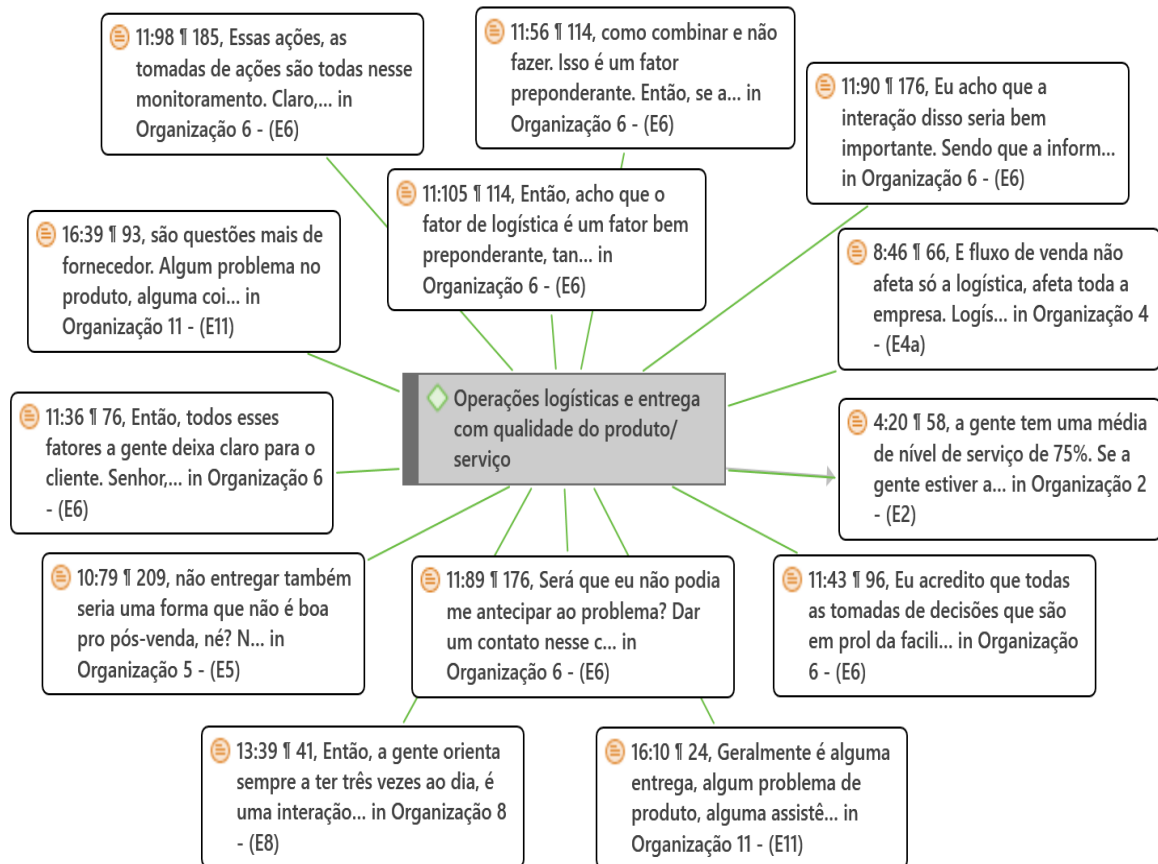 11:98 ¶ 185, Essas ações, as
tomadas de ações são todas nesse
monitoramento. Claro,... in
Organização 6 - (E6)
11:56 ¶ 114, como combinar e não
fazer. Isso é um fator
preponderante. Então, se a... in
Organização 6 - (E6)
11:90 ¶ 176, Eu acho que a
interação disso seria bem
importante. Sendo que a inform...
in Organização 6 - (E6)
11:105 ¶ 114, Então, acho que o
fator de logística é um fator bem
preponderante, tan... in
Organização 6 - (E6)
16:39 ¶ 93, são questões mais de
fornecedor. Algum problema no
produto, alguma coi... in
Organização 11 - (E11)
8:46 ¶ 66, E fluxo de venda não
afeta só a logística, afeta toda a
empresa. Logís... in Organização 4
- (E4a)
Operações logísticas e entrega
com qualidade do produto/
serviço
11:36 ¶ 76, Então, todos esses
fatores a gente deixa claro para o
cliente. Senhor,... in Organização 6
- (E6)
4:20 ¶ 58, a gente tem uma média
de nível de serviço de 75%. Se a
gente estiver a... in Organização 2
- (E2)
10:79 ¶ 209, não entregar também
seria uma forma que não é boa
pro pós-venda, né? N... in
Organização 5 - (E5)
11:89 ¶ 176, Será que eu não podia
me antecipar ao problema? Dar
um contato nesse c... in
Organização 6 - (E6)
11:43 ¶ 96, Eu acredito que todas
as tomadas de decisões que são
em prol da facili... in Organização
6 - (E6)
13:39 ¶ 41, Então, a gente orienta
sempre a ter três vezes ao dia, é
uma interação... in Organização 8
- (E8)
16:10 ¶ 24, Geralmente é alguma
entrega, algum problema de
produto, alguma assistê... in
Organização 11 - (E11)